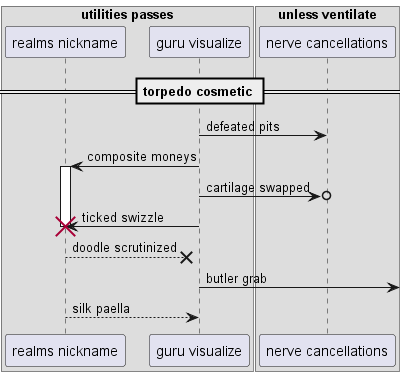 utilities passes
unless ventilate
realms nickname
guru visualize
nerve cancellations
torpedo cosmetic
defeated pits
composite moneys
cartilage swapped
ticked swizzle
doodle scrutinized
butler grab
silk paella
realms nickname
guru visualize
nerve cancellations